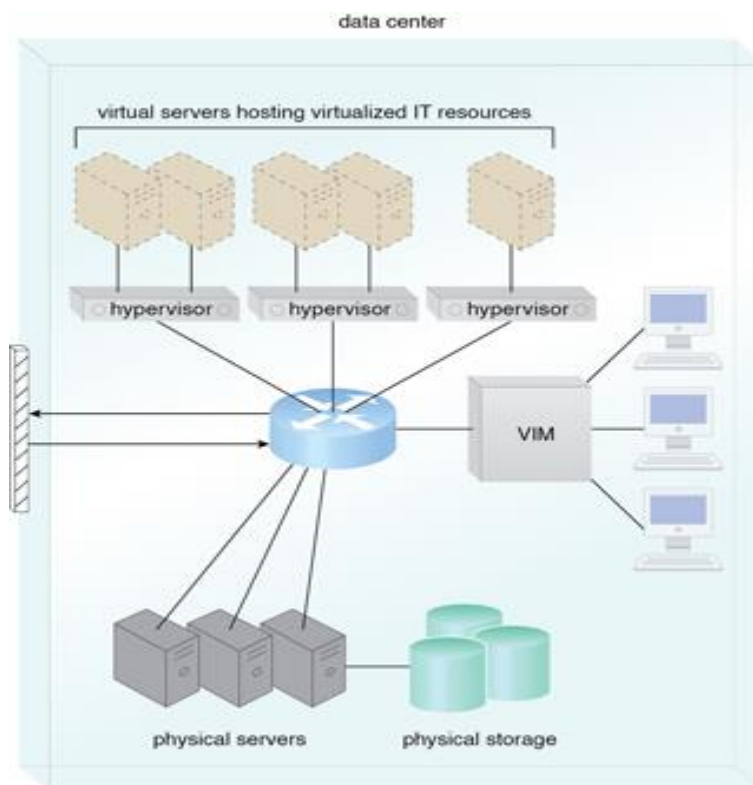 data center
virtual servers hosting virtualized IT resources
hypervisor
hypervisor
hypervisor
VIM
physical servers
physical storage